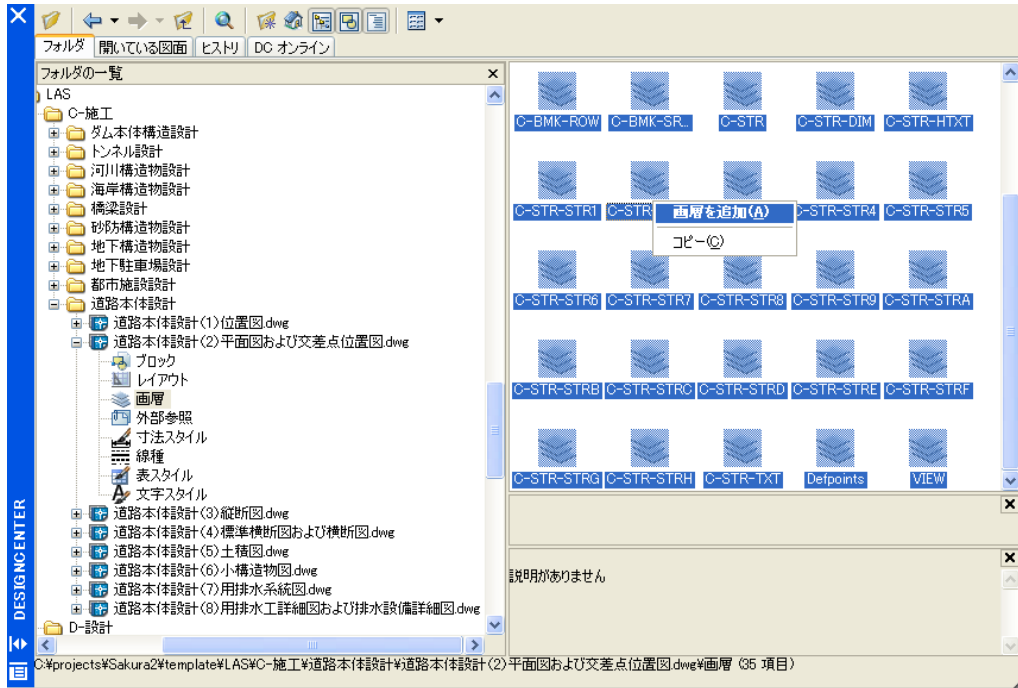 フォルダ 開いている図面 ヒストリ DC オンライン
フォルダの一覧
LAS
C-施工
ダム本体構造設計
トンネル設計
河川構造物設計
海岸構造物設計
橋梁設計
砂防構造物設計
地下構造物設計
地下駐車場設計
都市施設設計
道路本体設計
道路本体設計(1)位置図.dwg
道路本体設計(2)平面図および交差点位置図.dwg
ブロック
レイアウト
画層
外部参照
寸法スタイル
線種
表スタイル
文字スタイル
道路本体設計(3)縦断図.dwg
道路本体設計(4)標準横断図および横断図.dwg
道路本体設計(5)土積図.dwg
道路本体設計(6)小構造物図.dwg
道路本体設計(7)用排水系統図.dwg
道路本体設計(8)用排水工詳細図および排水設備詳細図.dwg
D-設計
C-BMK-ROW C-BMK-SR... C-STR C-STR-DIM C-STR-HTXT
C-STR-STR1 C-STR- C-STR-STR4 C-STR-STR5
画層を追加(A)
コピー(C)
C-STR-STR6 C-STR-STR7 C-STR-STR8 C-STR-STR9 C-STR-STRA
C-STR-STRB C-STR-STRC C-STR-STRD C-STR-STRE C-STR-STRF
C-STR-STRG C-STR-STRH C-STR-TXT Defpoints VIEW
説明がありません
DESIGNCENTER
C:¥projects¥Sakura2¥template¥LAS¥C-施工¥道路本体設計¥道路本体設計(2)平面図および交差点位置図.dwg¥画層 (35 項目)